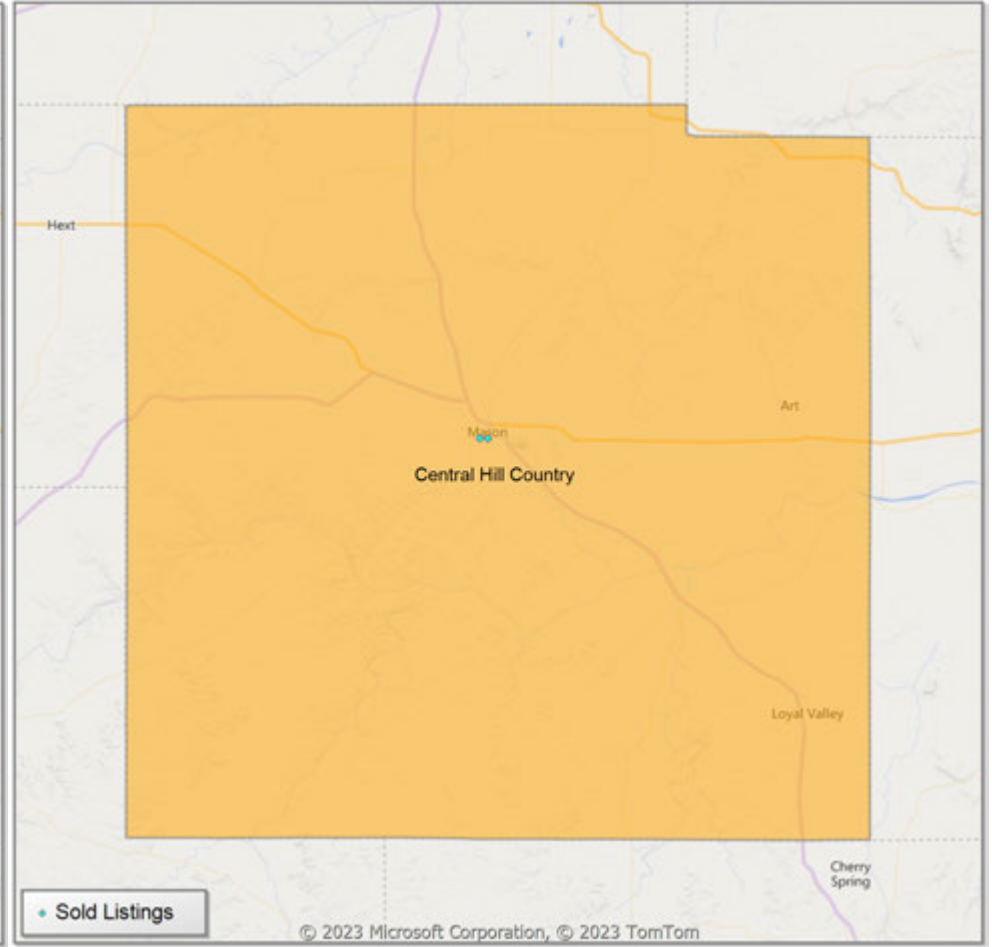 Hext
Art
Mason
Central Hill Country
Loyal Valley
Cherry
Spring
Sold Listings
© 2023 Microsoft Corporation, © 2023 TomTom